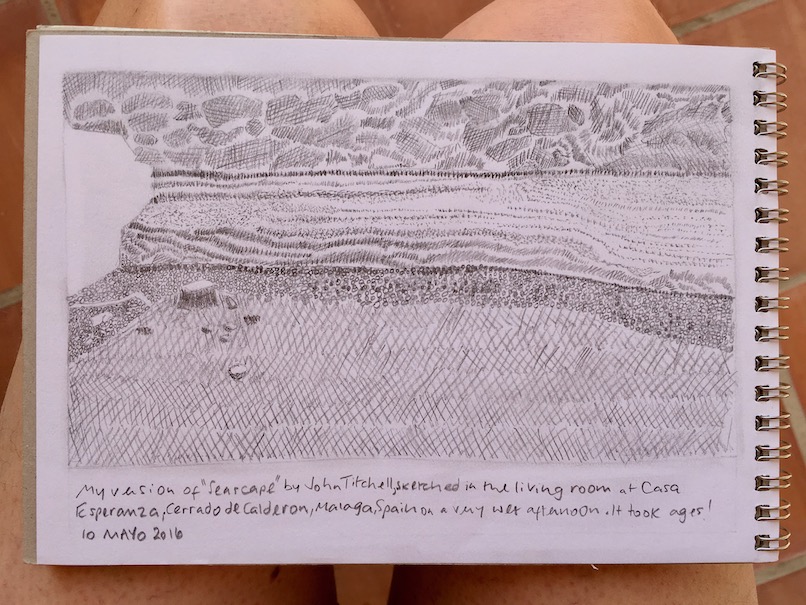 My version of "Seascape" by John Titchell, sketched in the living room at Casa
Esperanza, Cerrado de Calderon, Malaga, Spain on a very wet afternoon. It took ages!
10 MAYO 2016